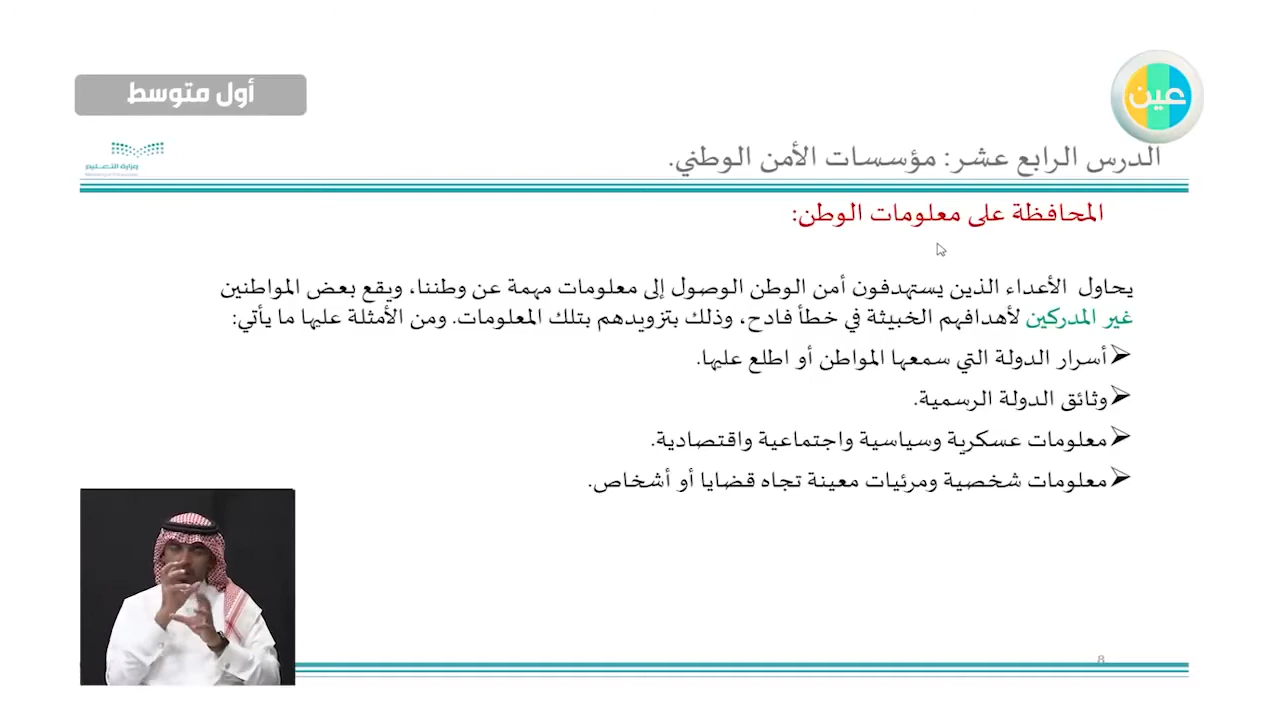 أول متوسط
عين
وزارة التعليم
الدرس الرابع عشر: مؤسسات الأمن الوطني.
المحافظة على معلومات الوطن:
يحاول الأعداء الذين يستهدفون أمن الوطن الوصول إلى معلومات مهمة عن وطننا، ويقع بعض المواطنين
غير المدركين لأهدافهم الخبيثة في خطأ فادح، وذلك بتزويدهم بتلك المعلومات. ومن الأمثلة عليها ما يأتي:
أسرار الدولة التي سمعها المواطن أو اطلع عليها.
وثائق الدولة الرسمية.
معلومات عسكرية وسياسية واجتماعية واقتصادية.
معلومات شخصية ومرئيات معينة تجاه قضايا أو أشخاص.
8